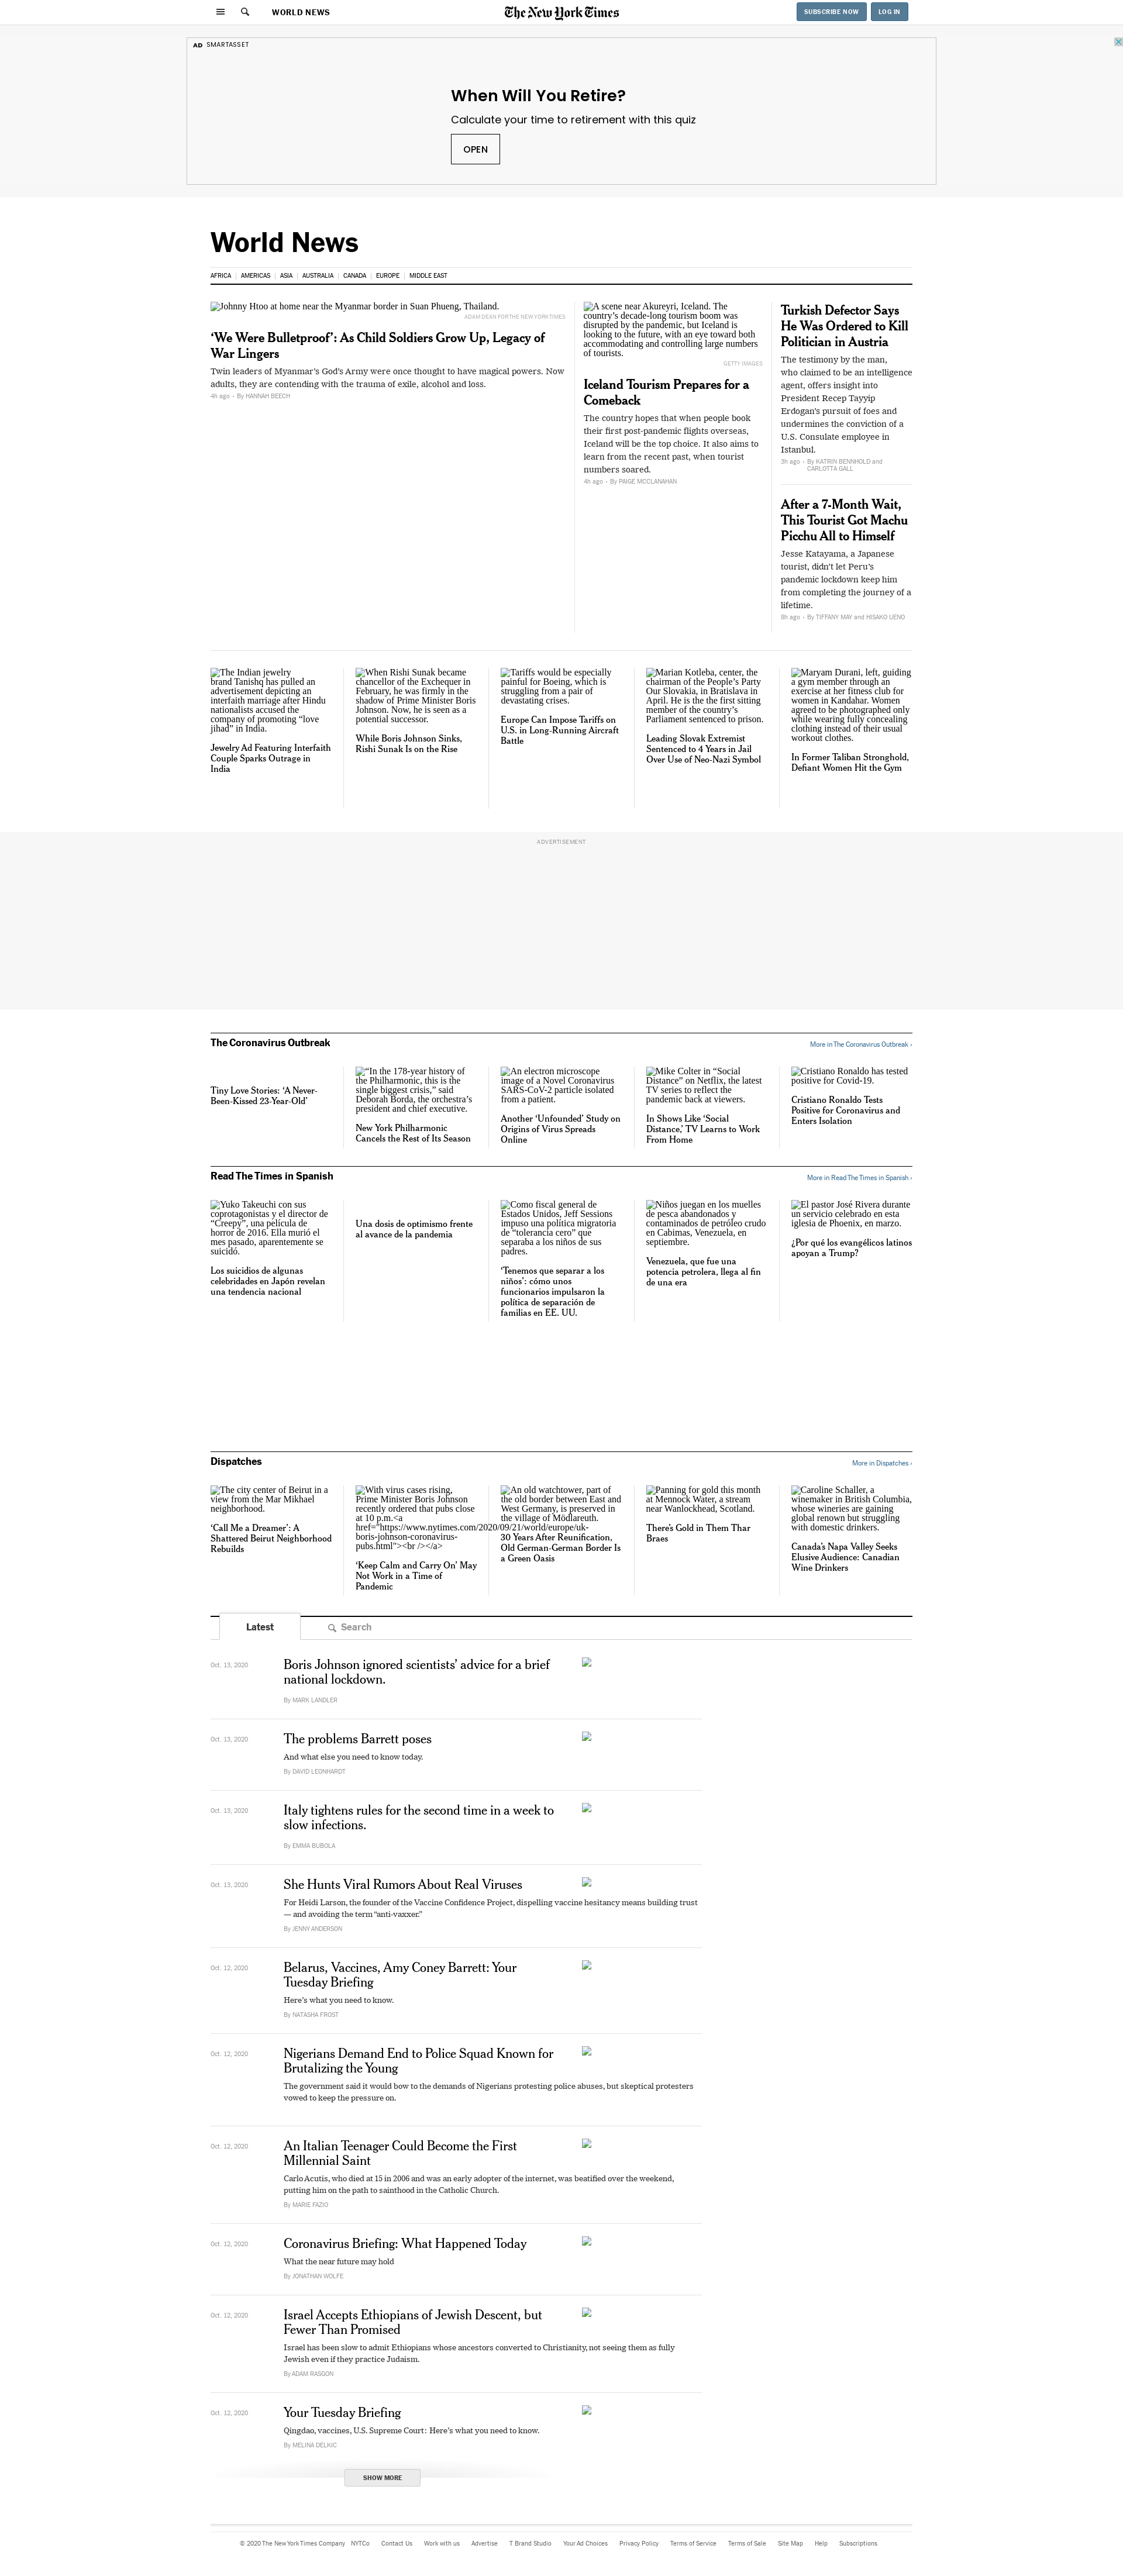 WORLD NEWS
The New York Times
SUBSCRIBE NOW
LOG IN
AD SMARTASSET
When Will You Retire?
Calculate your time to retirement with this quiz
OPEN
World News
AFRICA
AMERICAS
ASIA
AUSTRALIA
CANADA
EUROPE
MIDDLE EAST
Johnny Htoo at home near the Myanmar border in Suan Phueng, Thailand.
ADAM DEAN FOR THE NEW YORK TIMES
‘We Were Bulletproof’: As Child Soldiers Grow Up, Legacy of
War Lingers
Twin leaders of Myanmar’s God’s Army were once thought to have magical powers. Now
adults, they are contending with the trauma of exile, alcohol and loss.
4h ago • By HANNAH BEECH
A scene near Akureyri, Iceland. The
country’s decade-long tourism boom was
disrupted by the pandemic, but Iceland is
looking to the future, with an eye toward both
accommodating and controlling large numbers
of tourists.
GETTY IMAGES
Iceland Tourism Prepares for a
Comeback
The country hopes that when people book
their first post-pandemic flights overseas,
Iceland will be the top choice. It also aims to
learn from the recent past, when tourist
numbers soared.
4h ago • By PAIGE MCCLANAHAN
Turkish Defector Says
He Was Ordered to Kill
Politician in Austria
The testimony by the man,
who claimed to be an intelligence
agent, offers insight into
President Recep Tayyip
Erdogan’s pursuit of foes and
undermines the conviction of a
U.S. Consulate employee in
Istanbul.
3h ago • By KATRIN BENNHOLD and
CARLOTTA GALL
After a 7-Month Wait,
This Tourist Got Machu
Picchu All to Himself
Jesse Katayama, a Japanese
tourist, didn’t let Peru’s
pandemic lockdown keep him
from completing the journey of a
lifetime.
8h ago • By TIFFANY MAY and HISAKO UENO
The Indian jewelry
brand Tanishq has pulled an
advertisement depicting an
interfaith marriage after Hindu
nationalists accused the
company of promoting “love
jihad” in India.
Jewelry Ad Featuring Interfaith
Couple Sparks Outrage in
India
When Rishi Sunak became
chancellor of the Exchequer in
February, he was firmly in the
shadow of Prime Minister Boris
Johnson. Now, he is seen as a
potential successor.
While Boris Johnson Sinks,
Rishi Sunak Is on the Rise
Tariffs would be especially
painful for Boeing, which is
struggling from a pair of
devastating crises.
Europe Can Impose Tariffs on
U.S. in Long-Running Aircraft
Battle
Marian Kotleba, center, the
chairman of the People’s Party
Our Slovakia, in Bratislava in
April. He is the the first sitting
member of the country’s
Parliament sentenced to prison.
Leading Slovak Extremist
Sentenced to 4 Years in Jail
Over Use of Neo-Nazi Symbol
Maryam Durani, left, guiding
a gym member through an
exercise at her fitness club for
women in Kandahar. Women
agreed to be photographed only
while wearing fully concealing
clothing instead of their usual
workout clothes.
In Former Taliban Stronghold,
Defiant Women Hit the Gym
ADVERTISEMENT
The Coronavirus Outbreak
More in The Coronavirus Outbreak ›
Tiny Love Stories: ‘A Never-
Been-Kissed 23-Year-Old’
“In the 178-year history of
the Philharmonic, this is the
single biggest crisis,” said
Deborah Borda, the orchestra’s
president and chief executive.
New York Philharmonic
Cancels the Rest of Its Season
An electron microscope
image of a Novel Coronavirus
SARS-CoV-2 particle isolated
from a patient.
Another ‘Unfounded’ Study on
Origins of Virus Spreads
Online
Mike Colter in “Social
Distance” on Netflix, the latest
TV series to reflect the
pandemic back at viewers.
In Shows Like ‘Social
Distance,’ TV Learns to Work
From Home
Cristiano Ronaldo has tested
positive for Covid-19.
Cristiano Ronaldo Tests
Positive for Coronavirus and
Enters Isolation
Read The Times in Spanish
More in Read The Times in Spanish ›
Yuko Takeuchi con sus
coprotagonistas y el director de
“Creepy”, una película de
horror de 2016. Ella murió el
mes pasado, aparentemente se
suicidó.
Los suicidios de algunas
celebridades en Japón revelan
una tendencia nacional
Una dosis de optimismo frente
al avance de la pandemia
Como fiscal general de
Estados Unidos, Jeff Sessions
impuso una política migratoria
de “tolerancia cero” que
separaba a los niños de sus
padres.
‘Tenemos que separar a los
niños’: cómo unos
funcionarios impulsaron la
política de separación de
familias en EE. UU.
Niños juegan en los muelles
de pesca abandonados y
contaminados de petróleo crudo
en Cabimas, Venezuela, en
septiembre.
Venezuela, que fue una
potencia petrolera, llega al fin
de una era
El pastor José Rivera durante
un servicio celebrado en esta
iglesia de Phoenix, en marzo.
¿Por qué los evangélicos latinos
apoyan a Trump?
Dispatches
More in Dispatches ›
The city center of Beirut in a
view from the Mar Mikhael
neighborhood.
‘Call Me a Dreamer’: A
Shattered Beirut Neighborhood
Rebuilds
With virus cases rising,
Prime Minister Boris Johnson
recently ordered that pubs close
at 10 p.m.<a
href="https://www.nytimes.com/2020/09/21/world/europe/uk-
boris-johnson-coronavirus-
pubs.html"><br /></a>
‘Keep Calm and Carry On’ May
Not Work in a Time of
Pandemic
An old watchtower, part of
the old border between East and
West Germany, is preserved in
the village of Mödlareuth.
30 Years After Reunification,
Old German-German Border Is
a Green Oasis
Panning for gold this month
at Mennock Water, a stream
near Wanlockhead, Scotland.
There’s Gold in Them Thar
Braes
Caroline Schaller, a
winemaker in British Columbia,
whose wineries are gaining
global renown but struggling
with domestic drinkers.
Canada’s Napa Valley Seeks
Elusive Audience: Canadian
Wine Drinkers
Latest
Search
Oct. 13, 2020
Boris Johnson ignored scientists’ advice for a brief
national lockdown.
By MARK LANDLER
Oct. 13, 2020
The problems Barrett poses
And what else you need to know today.
By DAVID LEONHARDT
Oct. 13, 2020
Italy tightens rules for the second time in a week to
slow infections.
By EMMA BUBOLA
Oct. 13, 2020
She Hunts Viral Rumors About Real Viruses
For Heidi Larson, the founder of the Vaccine Confidence Project, dispelling vaccine hesitancy means building trust
— and avoiding the term “anti-vaxxer.”
By JENNY ANDERSON
Oct. 12, 2020
Belarus, Vaccines, Amy Coney Barrett: Your
Tuesday Briefing
Here’s what you need to know.
By NATASHA FROST
Oct. 12, 2020
Nigerians Demand End to Police Squad Known for
Brutalizing the Young
The government said it would bow to the demands of Nigerians protesting police abuses, but skeptical protesters
vowed to keep the pressure on.
Oct. 12, 2020
An Italian Teenager Could Become the First
Millennial Saint
Carlo Acutis, who died at 15 in 2006 and was an early adopter of the internet, was beatified over the weekend,
putting him on the path to sainthood in the Catholic Church.
By MARIE FAZIO
Oct. 12, 2020
Coronavirus Briefing: What Happened Today
What the near future may hold
By JONATHAN WOLFE
Oct. 12, 2020
Israel Accepts Ethiopians of Jewish Descent, but
Fewer Than Promised
Israel has been slow to admit Ethiopians whose ancestors converted to Christianity, not seeing them as fully
Jewish even if they practice Judaism.
By ADAM RASGON
Oct. 12, 2020
Your Tuesday Briefing
Qingdao, vaccines, U.S. Supreme Court: Here’s what you need to know.
By MELINA DELKIC
SHOW MORE
© 2020 The New York Times Company
NYTCo
Contact Us
Work with us
Advertise
T Brand Studio
Your Ad Choices
Privacy Policy
Terms of Service
Terms of Sale
Site Map
Help
Subscriptions